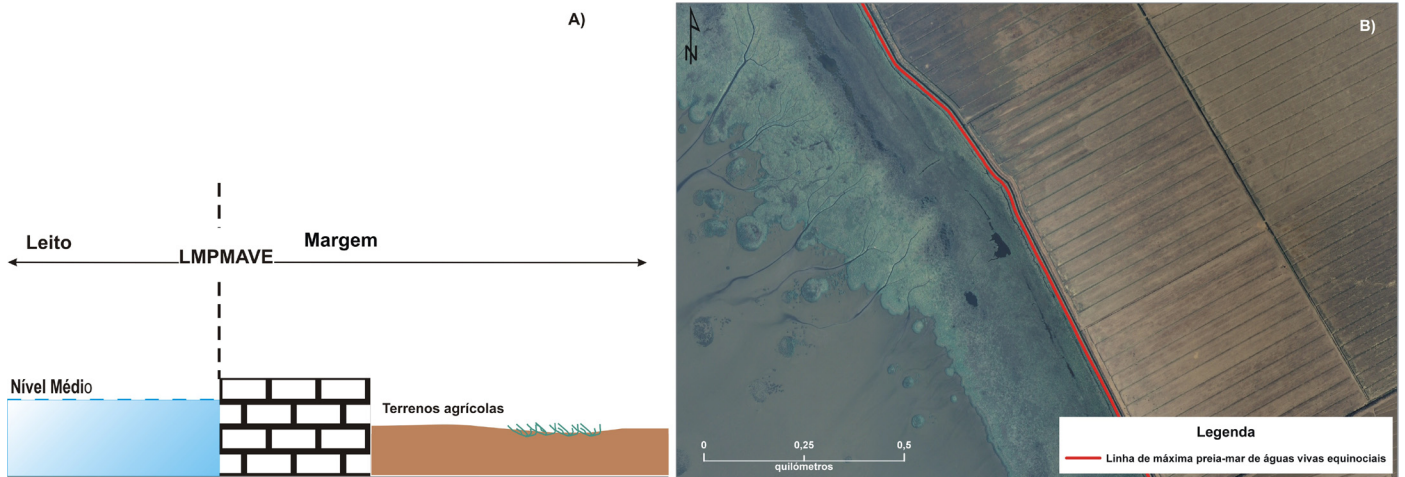 A)
Leito
LMPMAVE
Margem
Nível Médio
Terrenos agrícolas
B)
N
0 0,25 0,5
quilómetros
Legenda
Linha de máxima preia-mar de águas vivas equinociais